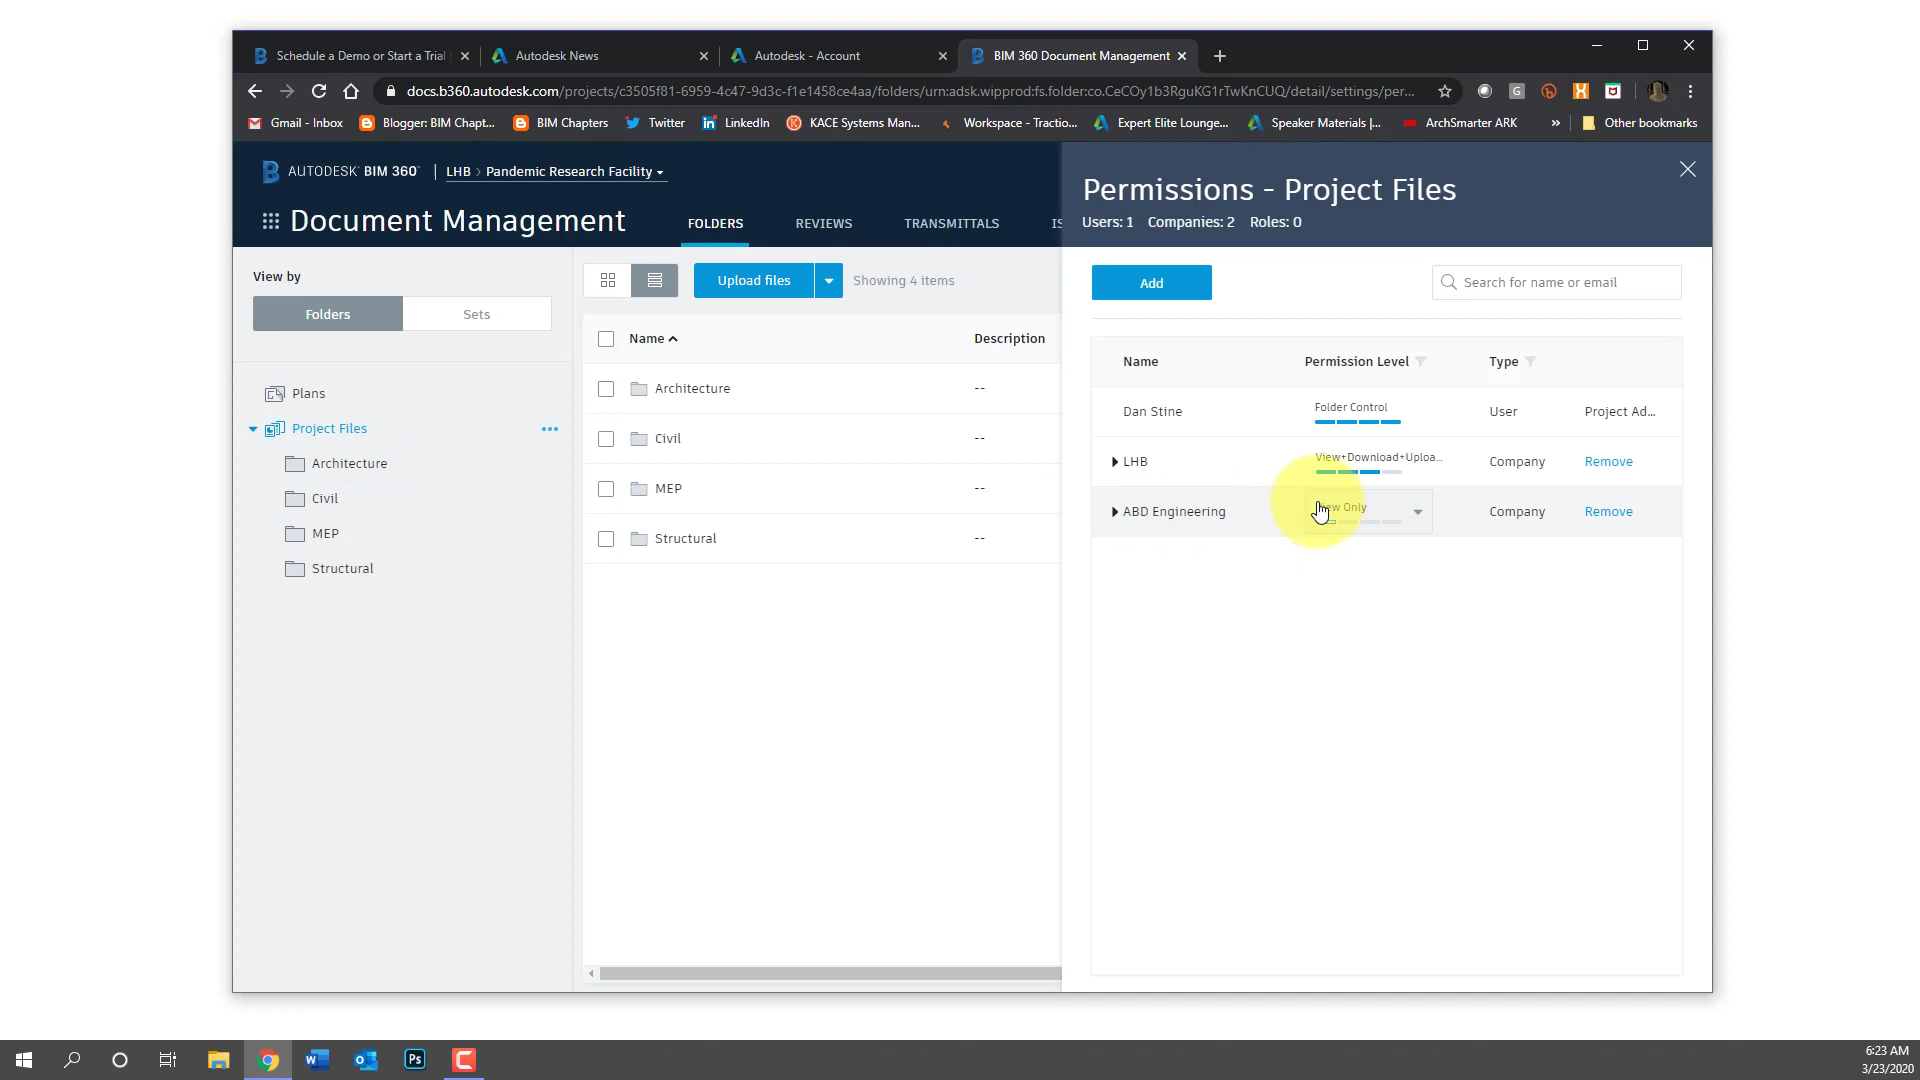 Schedule a Demo or Start a Trial
Autodesk News
Autodesk - Account
BIM 360 Document Management
docs.b360.autodesk.com/projects/c3505f81-6959-4c47-9d3c-f1e1458ce4aa/folders/urn:adsk.wipprod:fs.folder:co.CeCOy1b3RguKG1rTwKnCUQ/detail/settings/per...
Gmail - Inbox
Blogger: BIM Chapt...
BIM Chapters
Twitter
LinkedIn
KACE Systems Man...
Workspace - Tractio...
Expert Elite Lounge...
Speaker Materials |...
ArchSmarter ARK
»
Other bookmarks
AUTODESK® BIM 360™
LHB > Pandemic Research Facility
Document Management
FOLDERS
REVIEWS
TRANSMITTALS
Permissions - Project Files
Users: 1 Companies: 2 Roles: 0
View by
Folders
Sets
Upload files
Showing 4 items
Add
Search for name or email
Plans
Project Files
Architecture
Civil
MEP
Structural
Name
Description
Architecture
--
Civil
--
MEP
--
Structural
--
Name
Permission Level
Type
Dan Stine
Folder Control
User
Project Ad...
LHB
View+Download+Uploa...
Company
Remove
ABD Engineering
Only
Company
Remove
Ps
6:23 AM
3/23/2020